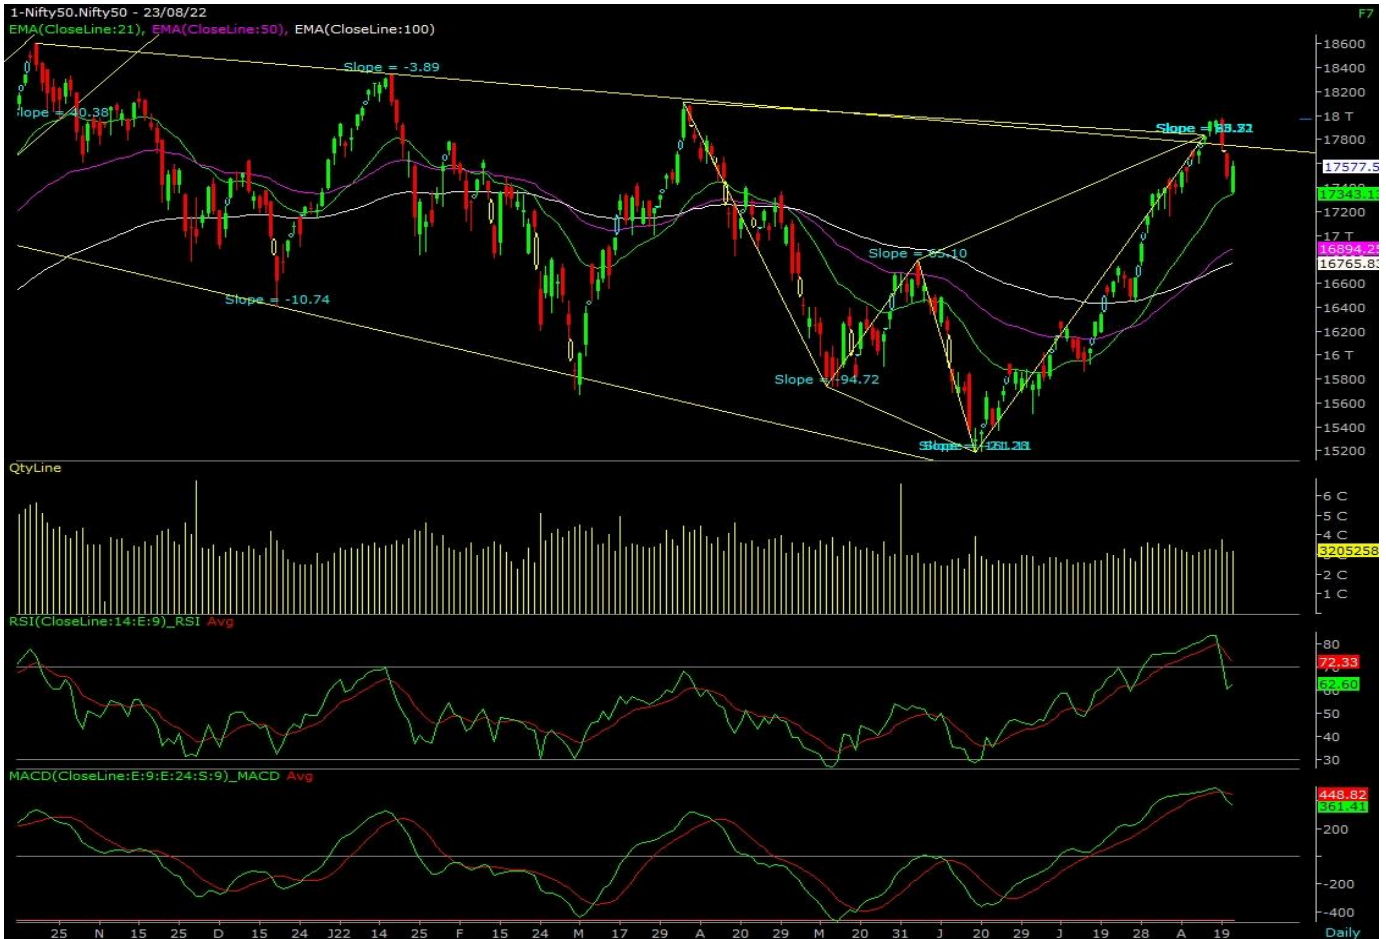 1-Nifty50.Nifty50 - 23/08/22
F7
EMA(CloseLine:21), EMA(CloseLine:50), EMA(CloseLine:100)
18600
Slope = -3.89
18400
18200
lope = 40.38
18 T
17800
17577.5
17343.1
17200
17 T
16894.25
Slope = 65.10
16765.83
16600
Slope = -10.74
16400
16200
16 T
Slope = -94.72
15800
15600
15400
15200
QtyLine
6 C
5 C
4 C
3205258
2 C
1 C
RSI(CloseLine:14:E:9)_RSI Avg
80
72.33
62.60
50
40
30
MACD(CloseLine:E:9:E:24:S:9)_MACD Avg
448.82
361.41
200
-200
-400
25 N 15 25 D 15 24 J22 14 25 F 15 24 M 17 29 A 20 29 M 20 31 J 20 29 J 19 28 A 19
Daily